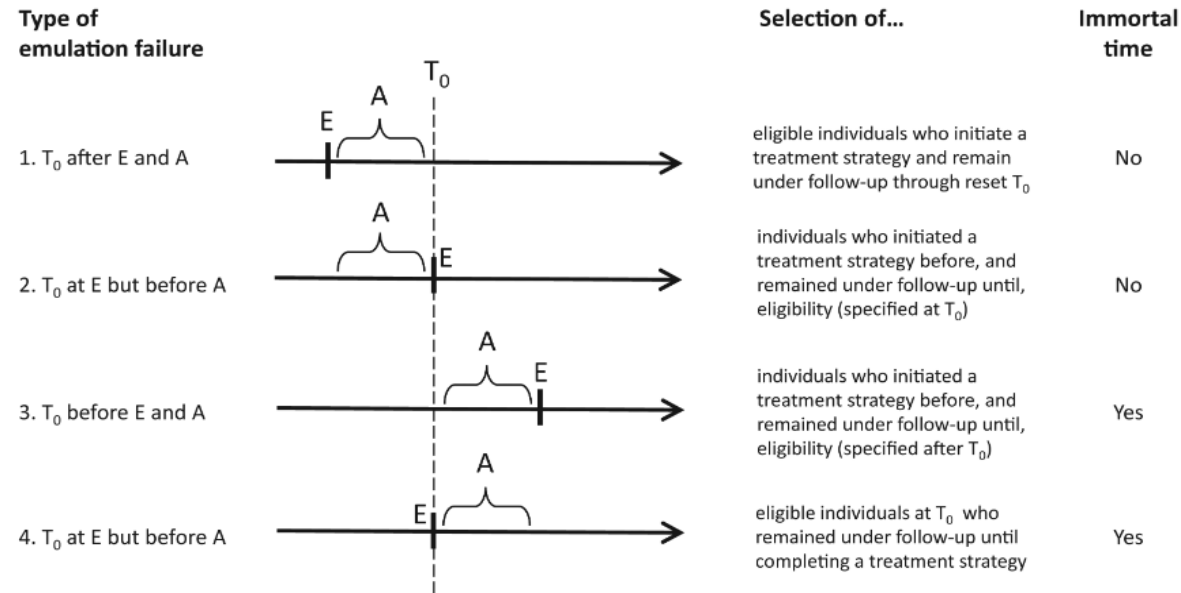 Type of
emulation failure
Selection of…
Immortal
time
T₀
A
E
1. T₀ after E and A
eligible individuals who initiate a
treatment strategy and remain
under follow-up through reset T₀
No
A
E
2. T₀ at E but before A
individuals who initiated a
treatment strategy before, and
remained under follow-up until,
eligibility (specified at T₀)
No
A
E
3. T₀ before E and A
individuals who initiated a
treatment strategy before, and
remained under follow-up until,
eligibility (specified after T₀)
Yes
A
E
4. T₀ at E but before A
eligible individuals at T₀ who
remained under follow-up until
completing a treatment strategy
Yes